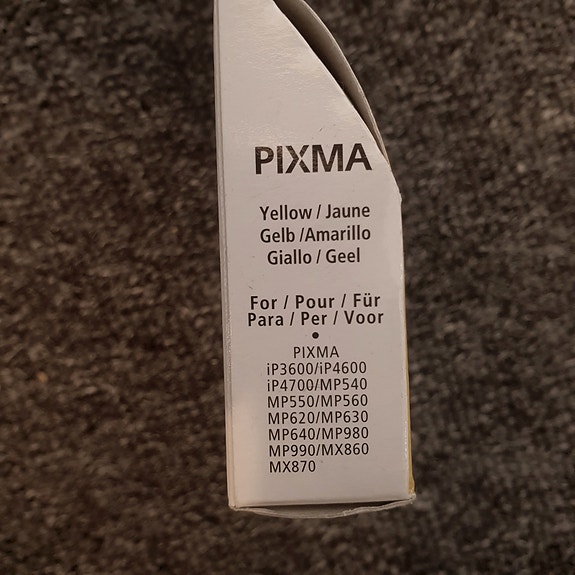 PIXMA
Yellow / Jaune
Gelb /Amarillo
Giallo / Geel
For / Pour / Für
Para / Per / Voor
•
PIXMA
iP3600/iP4600
iP4700/MP540
MP550/MP560
MP620/MP630
MP640/MP980
MP990/MX860
MX870